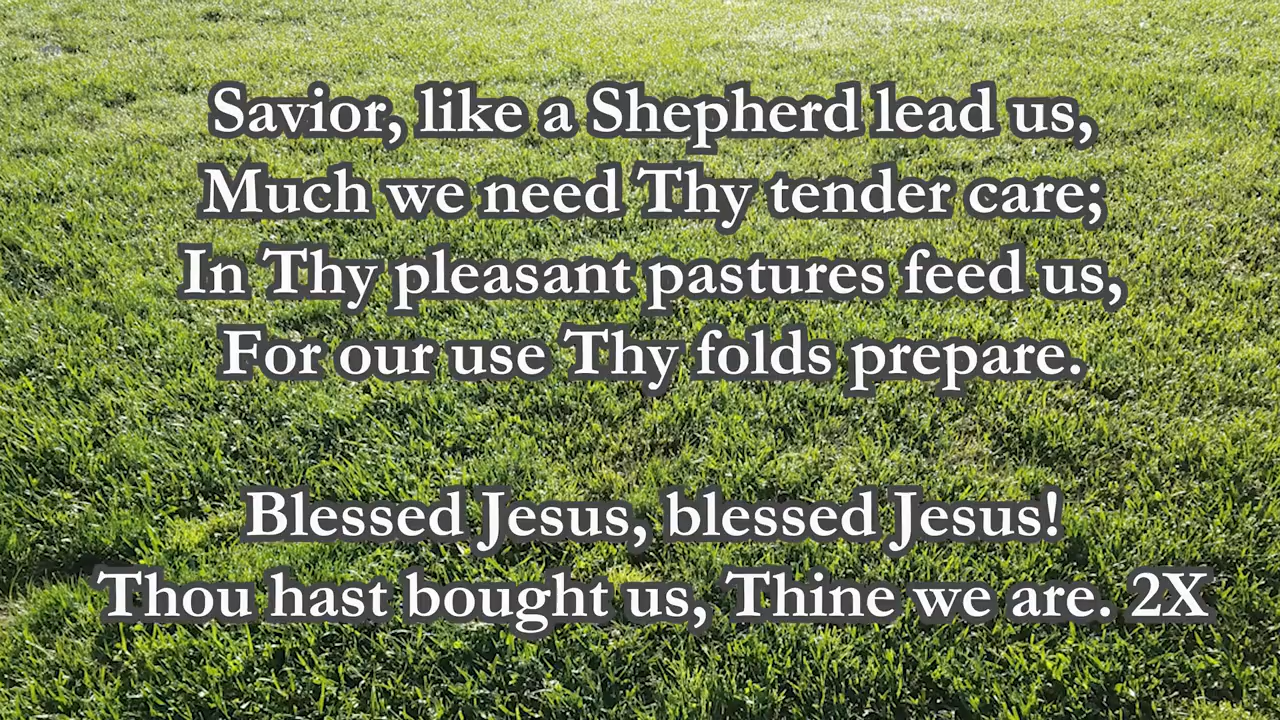 Savior, like a Shepherd lead us,
Much we need Thy tender care;
In Thy pleasant pastures feed us,
For our use Thy folds prepare.
Blessed Jesus, blessed Jesus!
Thou hast bought us, Thine we are. 2X